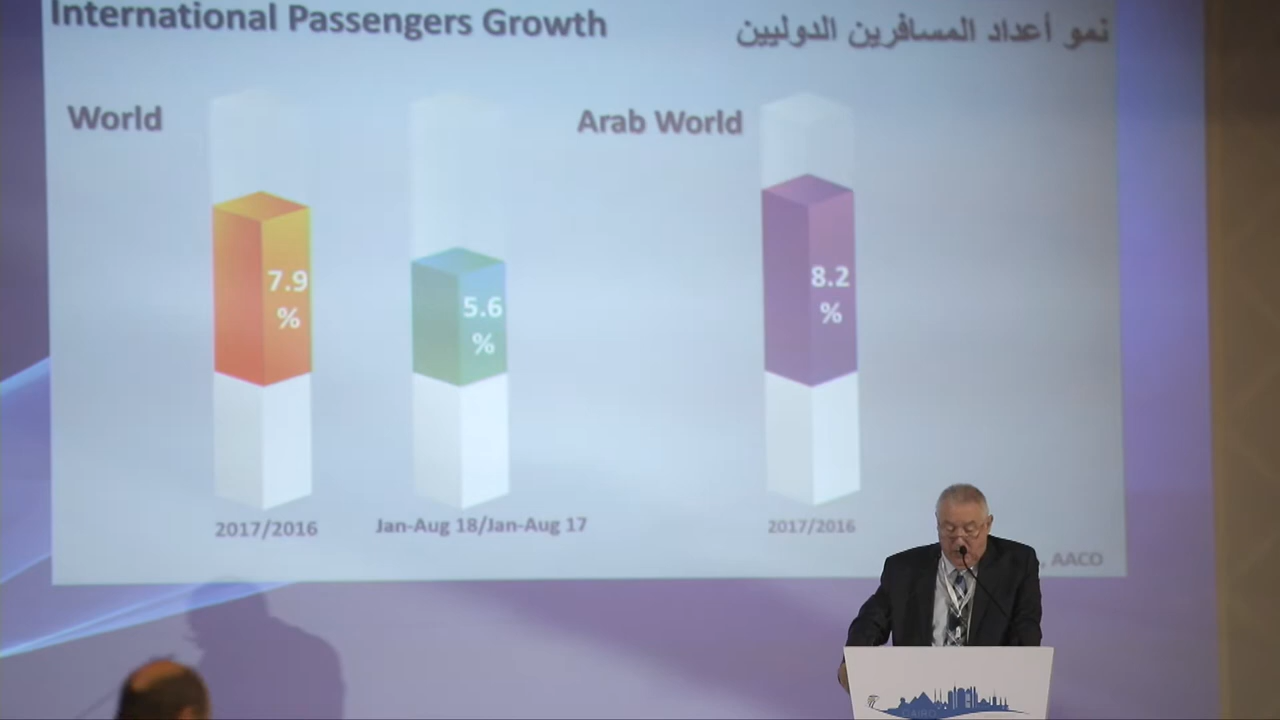 International Passengers Growth
نمو أعداد المسافرين الدوليين
World
Arab World
7.9
%
5.6
%
8.2
%
2017/2016
Jan-Aug 18/Jan-Aug 17
2017/2016
, AACO
CAIRO